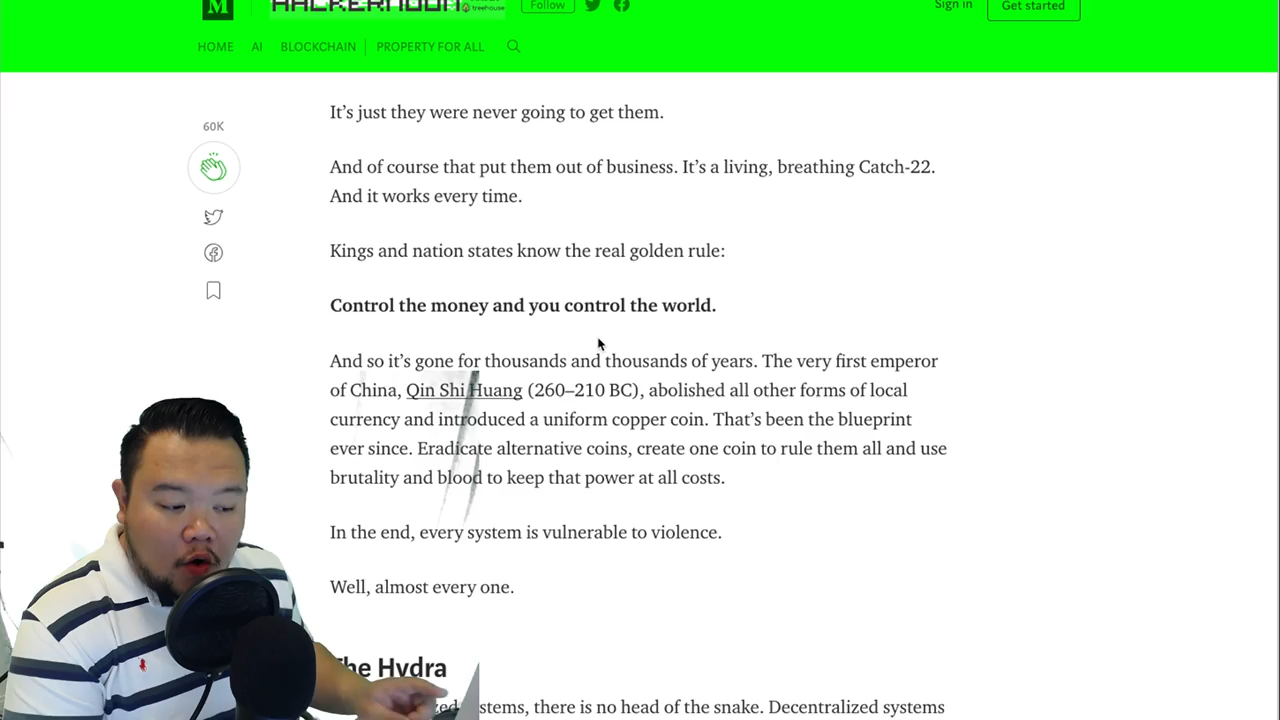 M HACKERNOON treehouse Follow Sign in Get started
HOME AI BLOCKCHAIN PROPERTY FOR ALL
60K
It’s just they were never going to get them.
And of course that put them out of business. It’s a living, breathing Catch-22.
And it works every time.
Kings and nation states know the real golden rule:
Control the money and you control the world.
And so it’s gone for thousands and thousands of years. The very first emperor
of China, Qin Shi Huang (260–210 BC), abolished all other forms of local
currency and introduced a uniform copper coin. That’s been the blueprint
ever since. Eradicate alternative coins, create one coin to rule them all and use
brutality and blood to keep that power at all costs.
In the end, every system is vulnerable to violence.
Well, almost every one.
The Hydra
stems, there is no head of the snake. Decentralized systems